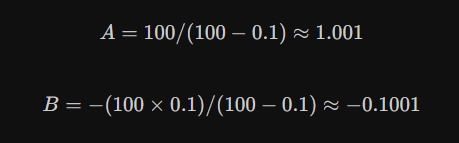 A = 100/(100 − 0.1) ≈ 1.001
B = −(100 × 0.1)/(100 − 0.1) ≈ −0.1001